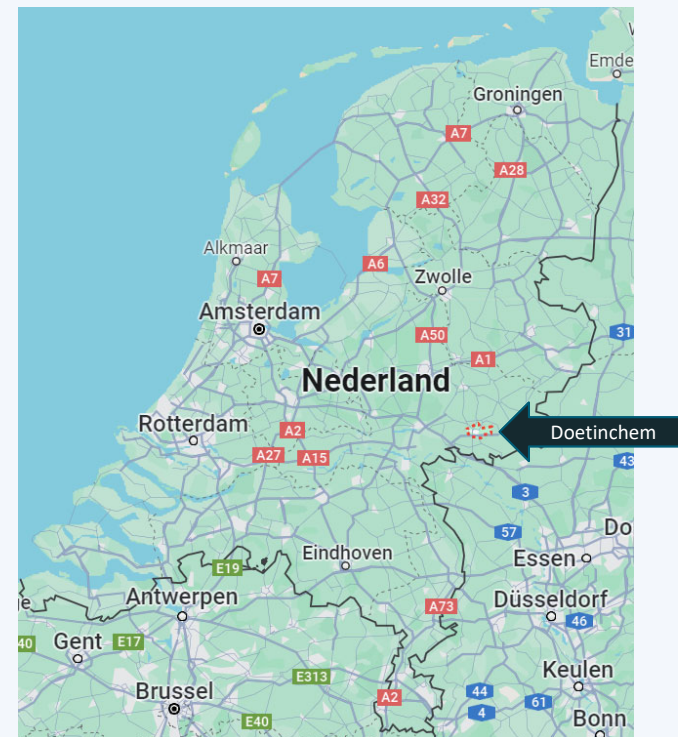 Emde
Groningen
A7
A28
A32
Alkmaar
A6
A7
Zwolle
Amsterdam
A50
31
A1
Nederland
Rotterdam
A2
Doetinchem
A27
A15
43
3
57
Do
Eindhoven
Essen
E19
Antwerpen
A73
Düsseldorf
ge
46
40
Gent
E17
E313
Keulen
Brussel
A2
44
61
4
E40
Bonn